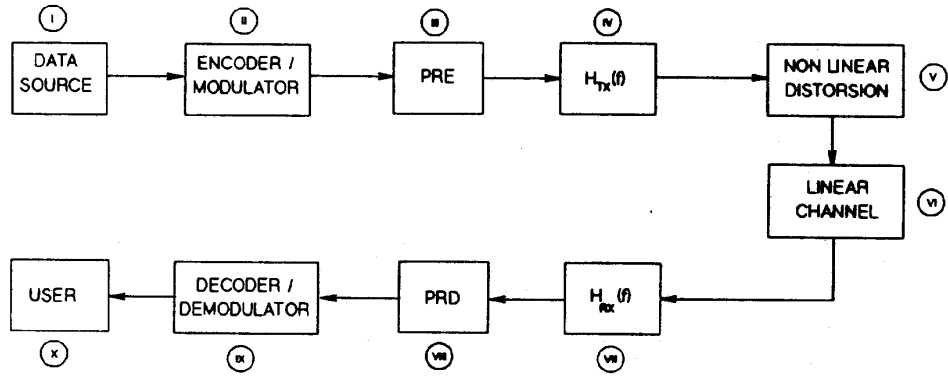 I
II
III
IV
DATA
SOURCE
ENCODER /
MODULATOR
PRE
H_TX(f)
NON LINEAR
DISTORSION
V
LINEAR
CHANNEL
VI
USER
DECODER /
DEMODULATOR
PRD
H_RX(f)
X
IX
VIII
VII